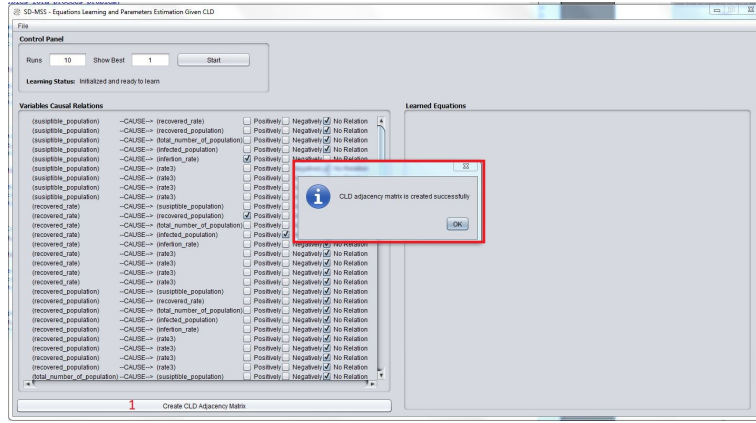 SD-MSS - Equations Learning and Parameters Estimation Given CLD
File
Control Panel
Runs 10 Show Best 1 Start
Learning Status: Initialized and ready to learn
Variables Causal Relations
Learned Equations
(susiptible_population) --CAUSE--> (recovered_rate) Positively Negatively No Relation
(susiptible_population) --CAUSE--> (recovered_population) Positively Negatively No Relation
(susiptible_population) --CAUSE--> (total_number_of_population) Positively Negatively No Relation
(susiptible_population) --CAUSE--> (infected_population) Positively Negatively No Relation
(susiptible_population) --CAUSE--> (infertion_rate) Positively Negatively No Relation
(susiptible_population) --CAUSE--> (rate3) Positively
(susiptible_population) --CAUSE--> (rate3) Positively
(susiptible_population) --CAUSE--> (rate3) Positively
(susiptible_population) --CAUSE--> (rate3) Positively
(recovered_rate) --CAUSE--> (susiptible_population) Positively
(recovered_rate) --CAUSE--> (recovered_population) Positively
(recovered_rate) --CAUSE--> (total_number_of_population) Positively
(recovered_rate) --CAUSE--> (infected_population) Positively
(recovered_rate) --CAUSE--> (infertion_rate) Positively Negatively No Relation
(recovered_rate) --CAUSE--> (rate3) Positively Negatively No Relation
(recovered_rate) --CAUSE--> (rate3) Positively Negatively No Relation
(recovered_rate) --CAUSE--> (rate3) Positively Negatively No Relation
(recovered_rate) --CAUSE--> (rate3) Positively Negatively No Relation
(recovered_population) --CAUSE--> (susiptible_population) Positively Negatively No Relation
(recovered_population) --CAUSE--> (recovered_rate) Positively Negatively No Relation
(recovered_population) --CAUSE--> (total_number_of_population) Positively Negatively No Relation
(recovered_population) --CAUSE--> (infected_population) Positively Negatively No Relation
(recovered_population) --CAUSE--> (infertion_rate) Positively Negatively No Relation
(recovered_population) --CAUSE--> (rate3) Positively Negatively No Relation
(recovered_population) --CAUSE--> (rate3) Positively Negatively No Relation
(recovered_population) --CAUSE--> (rate3) Positively Negatively No Relation
(recovered_population) --CAUSE--> (rate3) Positively Negatively No Relation
(total_number_of_population) --CAUSE--> (susiptible_population) Positively Negatively No Relation
CLD adjacency matrix is created successfully
OK
1 Create CLD Adjacency Matrix